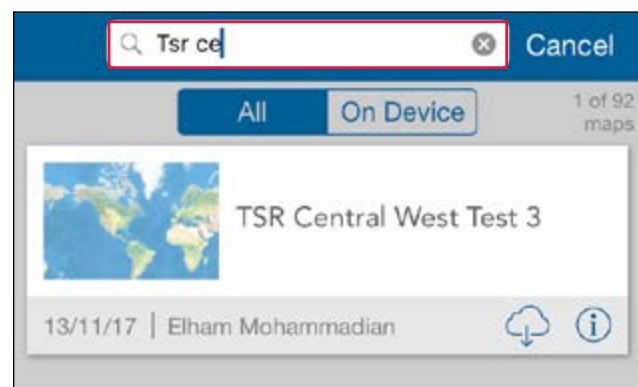 Tsr ce
Cancel
All
On Device
1 of 92
maps
TSR Central West Test 3
13/11/17 | Elham Mohammadian